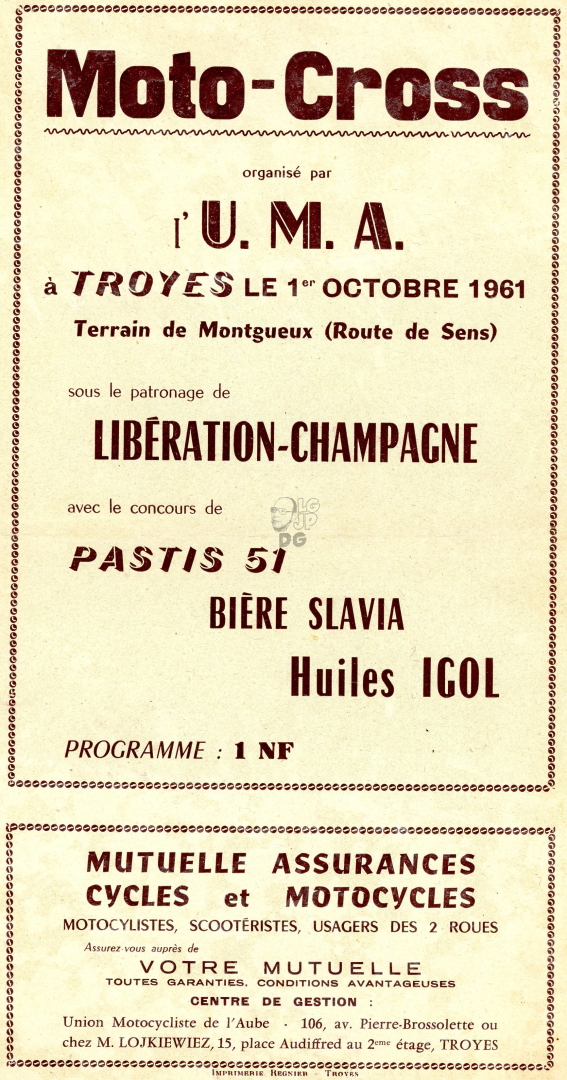 Moto-Cross
organisé par
l'U. M. A.
à TROYES LE 1er OCTOBRE 1961
Terrain de Montgueux (Route de Sens)
sous le patronage de
LIBÉRATION-CHAMPAGNE
avec le concours de
LG
JP
DG
PASTIS 51
BIÈRE SLAVIA
Huiles IGOL
PROGRAMME : 1 NF
MUTUELLE ASSURANCES
CYCLES et MOTOCYCLES
MOTOCYLISTES, SCOOTÉRISTES, USAGERS DES 2 ROUES
Assurez-vous auprès de
VOTRE MUTUELLE
TOUTES GARANTIES, CONDITIONS AVANTAGEUSES
CENTRE DE GESTION :
Union Motocycliste de l'Aube - 106, av. Pierre-Brossolette ou
chez M. LOJKIEWIEZ, 15, place Audiffred au 2eme étage, TROYES
IMPRIMERIE REGNIER - TROYES